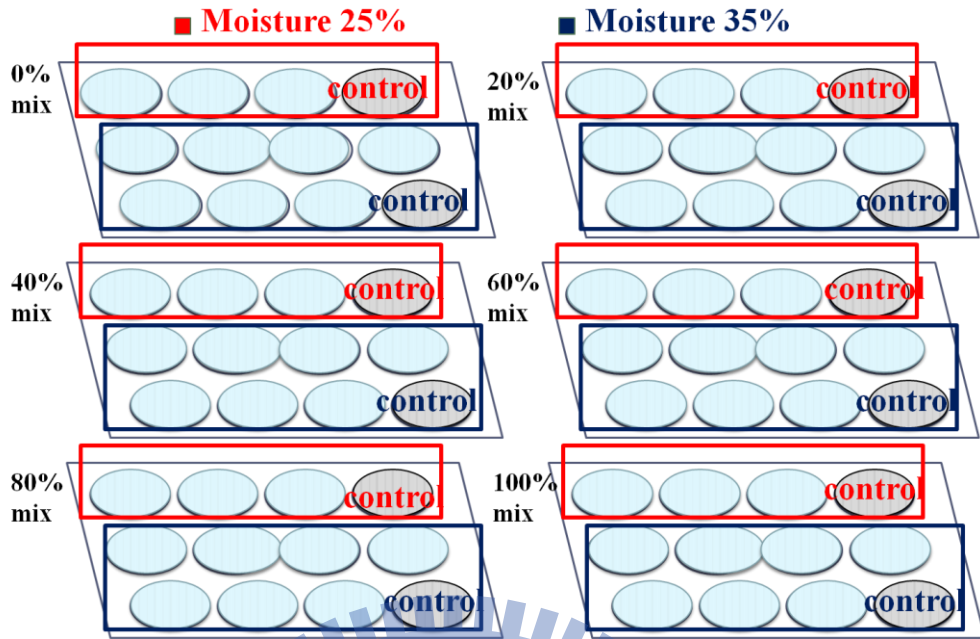 Moisture 25%
Moisture 35%
0%
mix
control
control
20%
mix
control
control
40%
mix
control
control
60%
mix
control
control
80%
mix
control
control
100%
mix
control
control